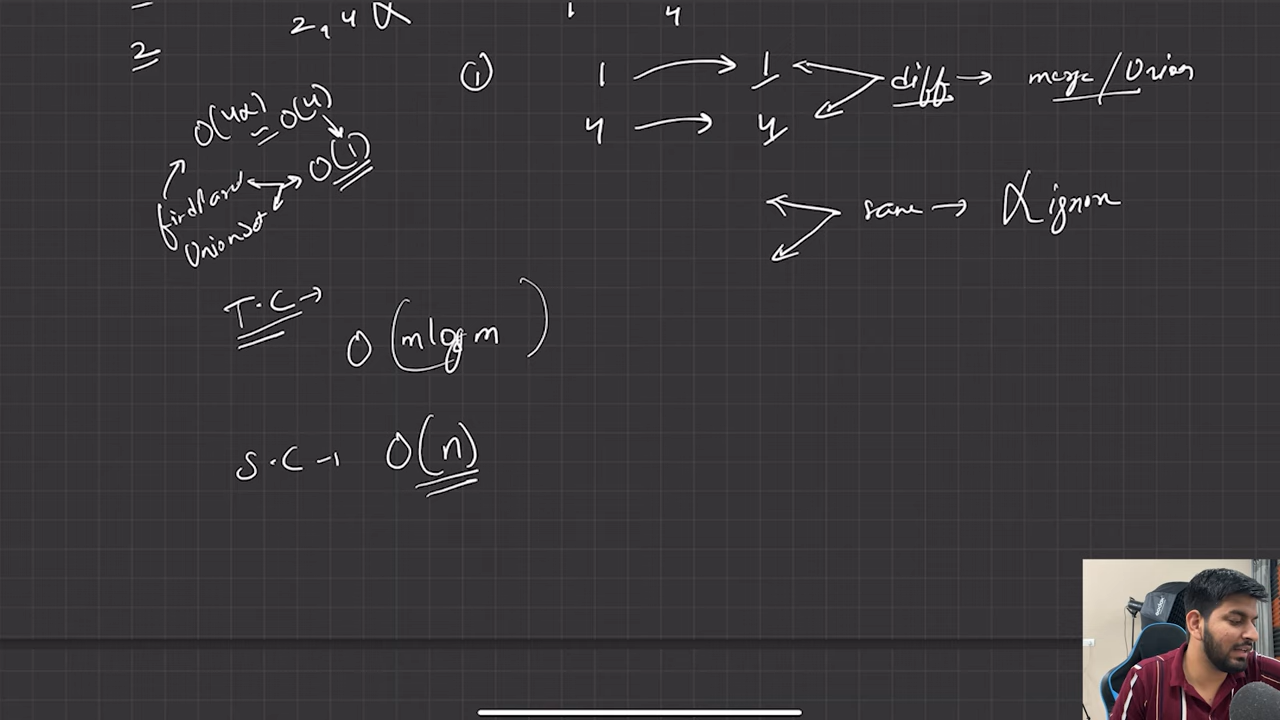 2, 4 α
1 4
2
① 1 → 1 diff → merge / Union
4 → 4
O(4α) ≈ O(4)
O(1)
findPard
Unionset
same → α ignore
T.C →
O(mlogm)
S.C → O(n)